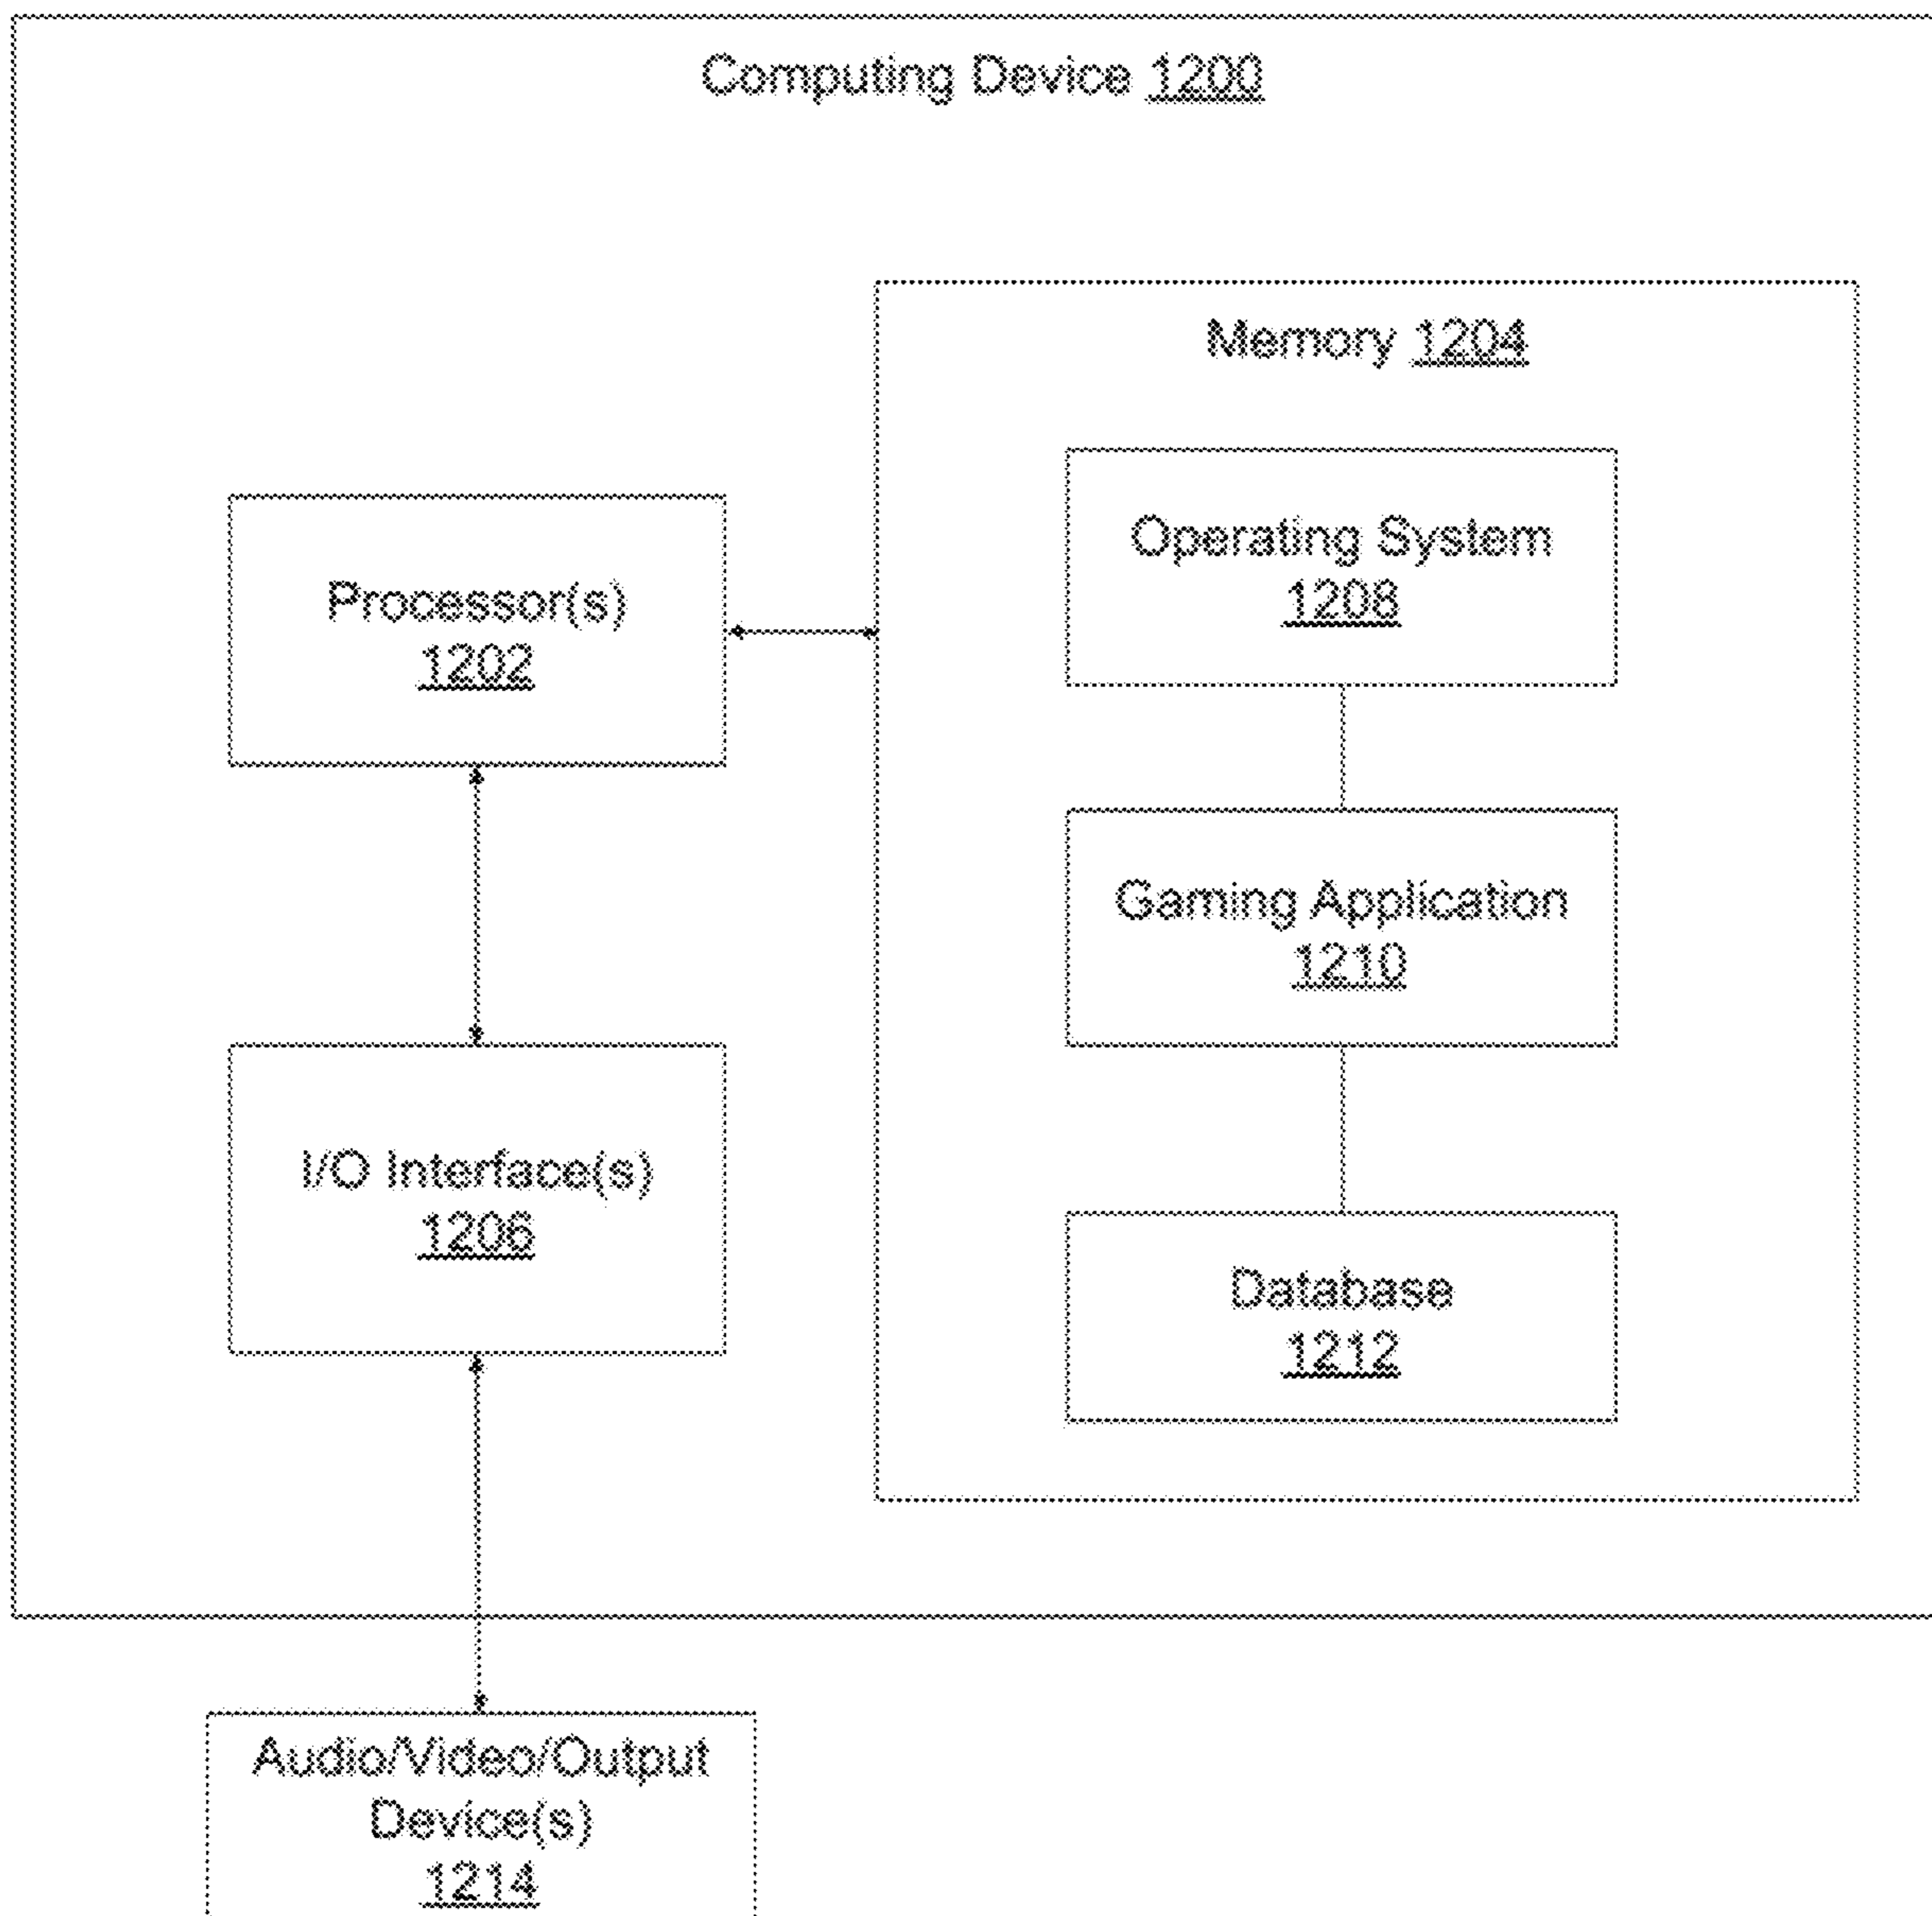 Computing Device 1200
Memory 1204
Operating System
1208
Processor(s)
1202
Gaming Application
1210
I/O Interface(s)
1206
Database
1212
Audio/Video/Output
Device(s)
1214